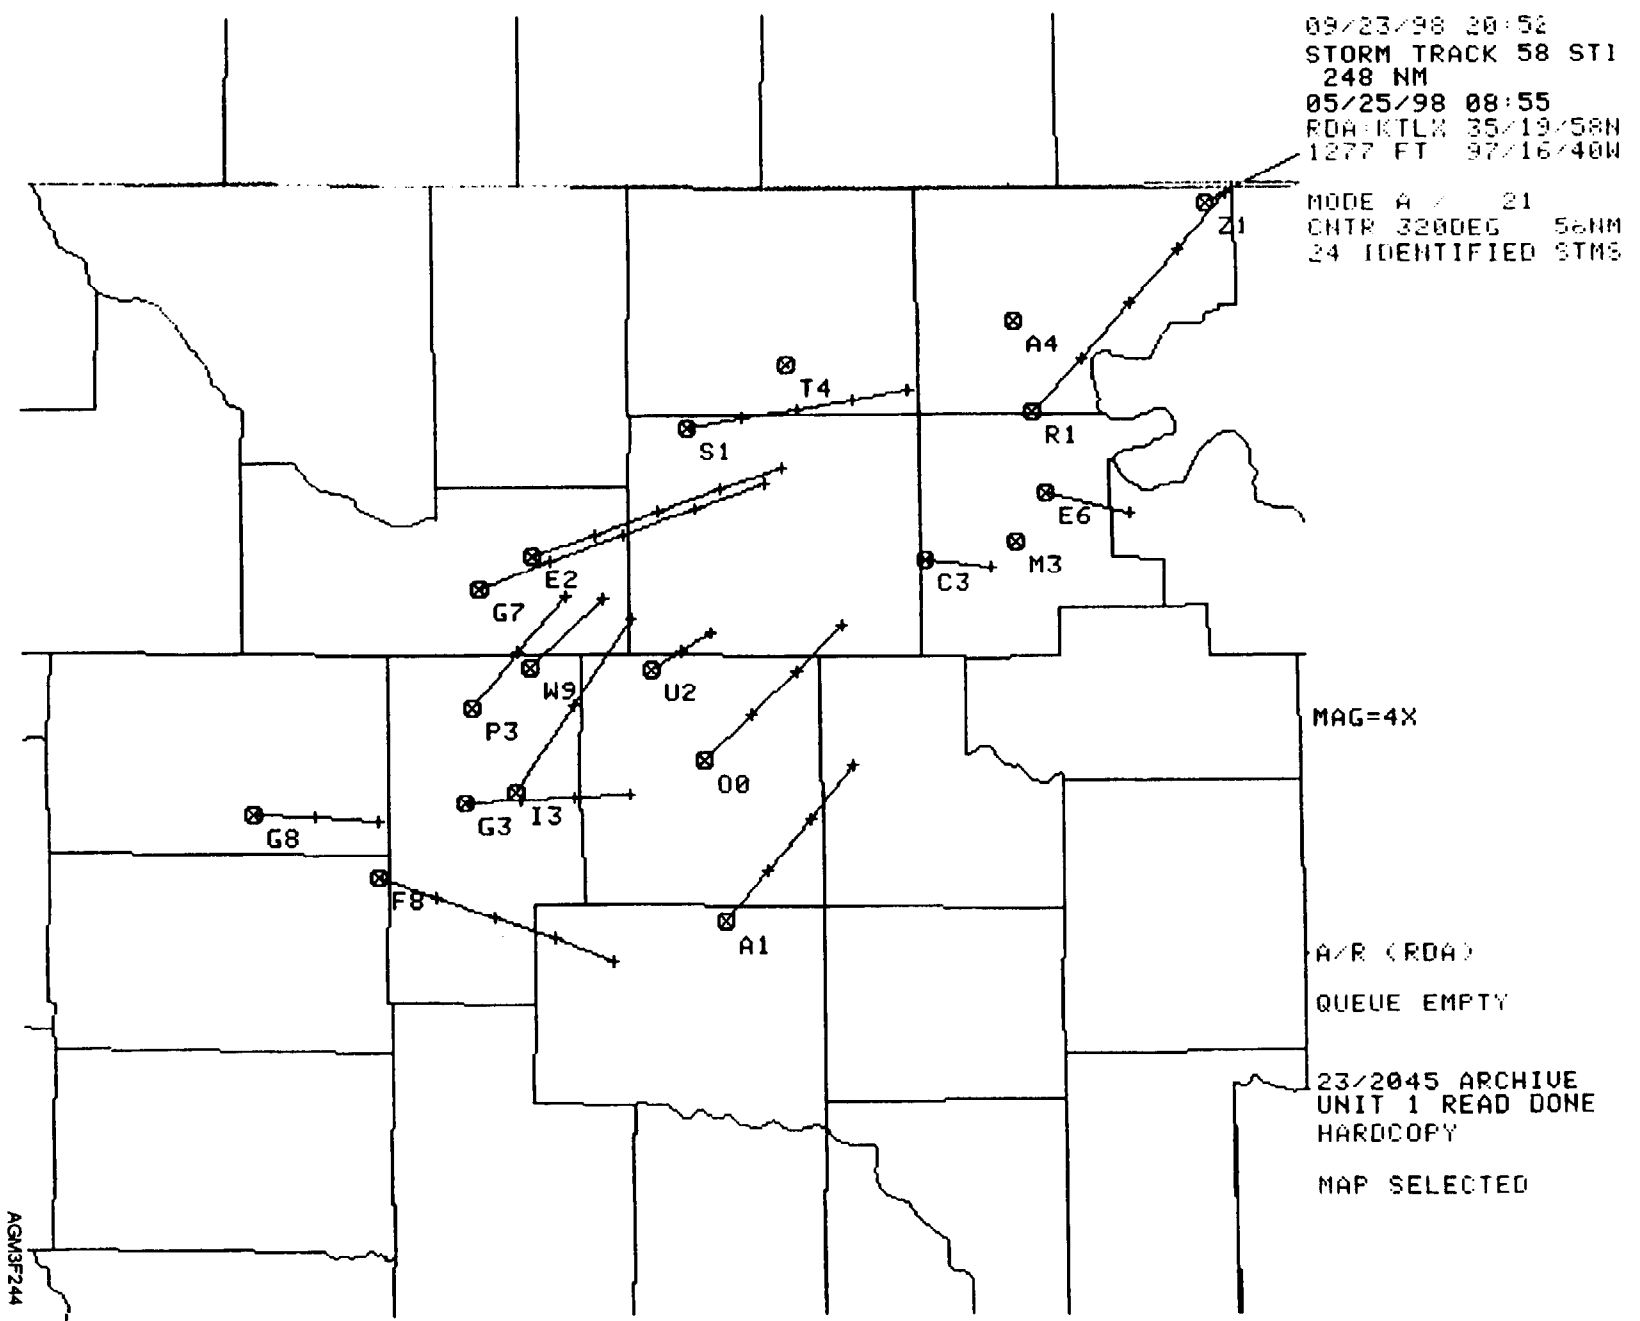 09/23/98 20:52
STORM TRACK 58 STI
248 NM
05/25/98 08:55
RDA:KTLX 35/19/58N
1277 FT 97/16/40W
MODE A / 21
CNTR 320DEG 56NM
24 IDENTIFIED STMS
Z1
A4
T4
R1
S1
E6
M3
C3
E2
G7
W9
U2
P3
MAG=4X
O0
I3
G3
G8
F8
A1
A/R (RDA)
QUEUE EMPTY
23/2045 ARCHIVE
UNIT 1 READ DONE
HARDCOPY
MAP SELECTED
AGM3F244